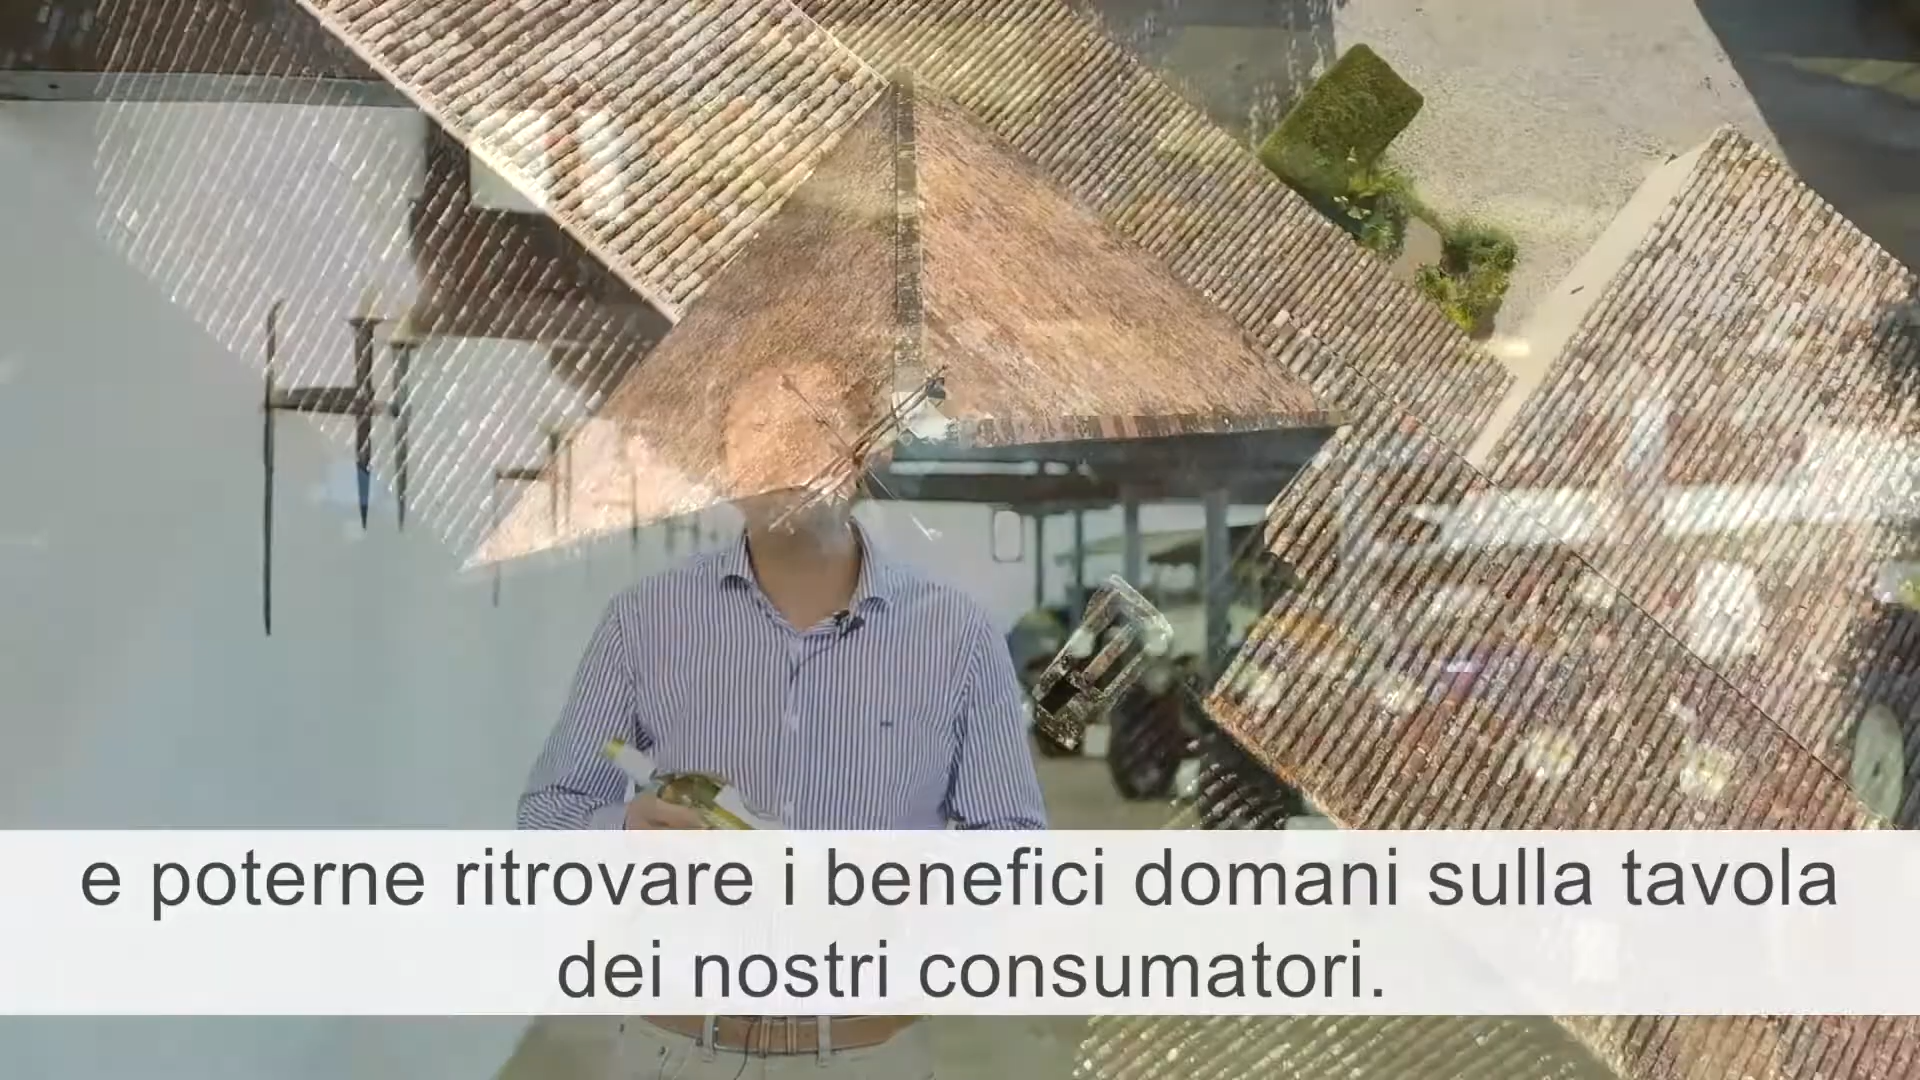 e poterne ritrovare i benefici domani sulla tavola
dei nostri consumatori.